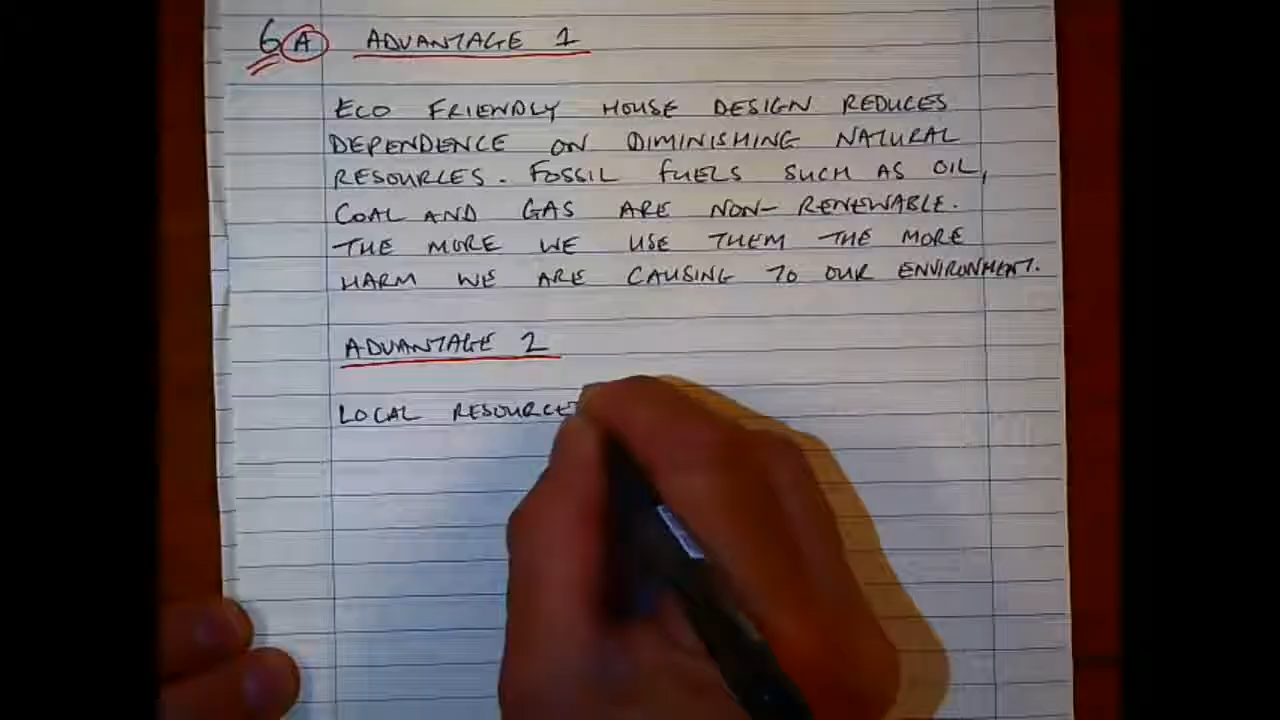 6 A ADVANTAGE 1
ECO FRIENDLY HOUSE DESIGN REDUCES
DEPENDENCE ON DIMINISHING NATURAL
RESOURCES. FOSSIL FUELS SUCH AS OIL,
COAL AND GAS ARE NON-RENEWABLE.
THE MORE WE USE THEM THE MORE
HARM WE ARE CAUSING TO OUR ENVIRONMENT.
ADVANTAGE 2
LOCAL RESOURCE